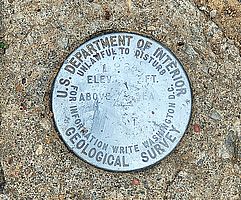 U.S. DEPARTMENT OF INTERIOR
UNLAWFUL TO DISTURB
ELEV FT.
ABOVE SEA
FOR INFORMATION WRITE WASHINGTON D.C.
GEOLOGICAL SURVEY